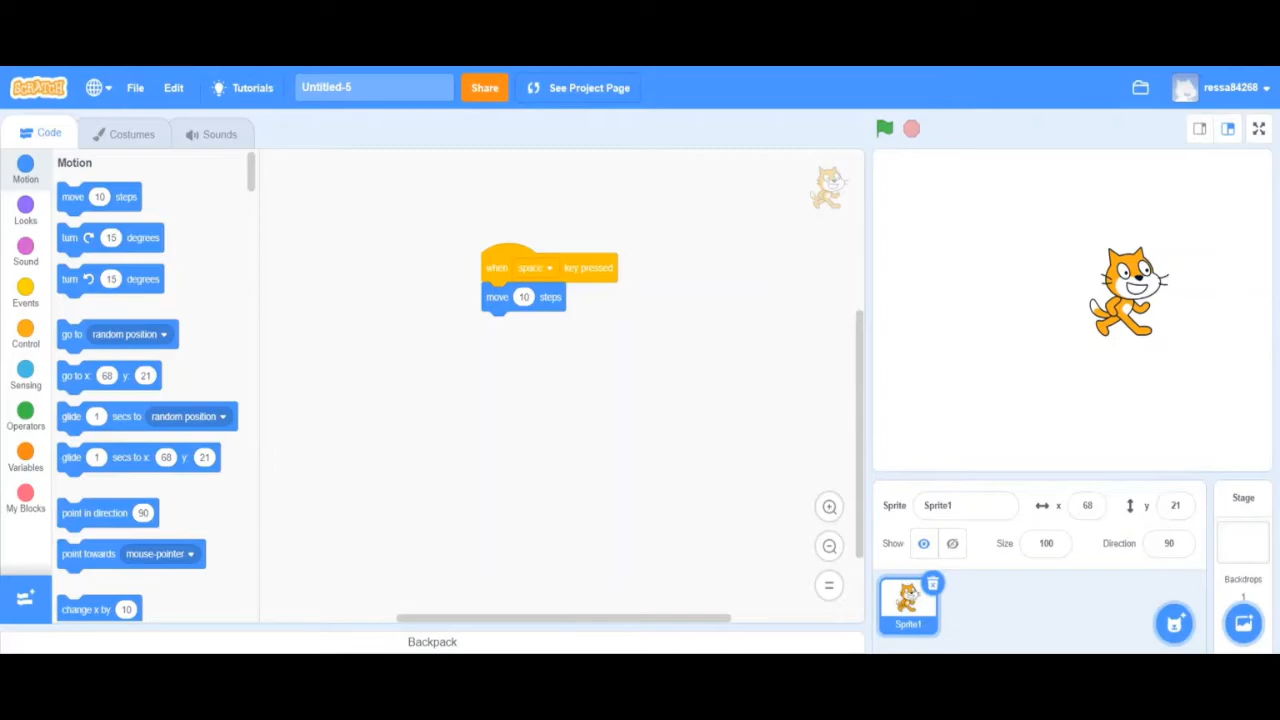 SCRATCH File Edit Tutorials Untitled-5 Share See Project Page ressa84268
Code Costumes Sounds
Motion
Looks
Sound
Events
Control
Sensing
Operators
Variables
My Blocks
Motion
move 10 steps
turn 15 degrees
turn 15 degrees
go to random position
go to x: 68 y: 21
glide 1 secs to random position
glide 1 secs to x: 68 y: 21
point in direction 90
point towards mouse-pointer
change x by 10
when space key pressed
move 10 steps
Sprite Sprite1 x 68 y 21
Show Size 100 Direction 90
Sprite1
Stage
Backdrops
1
Backpack